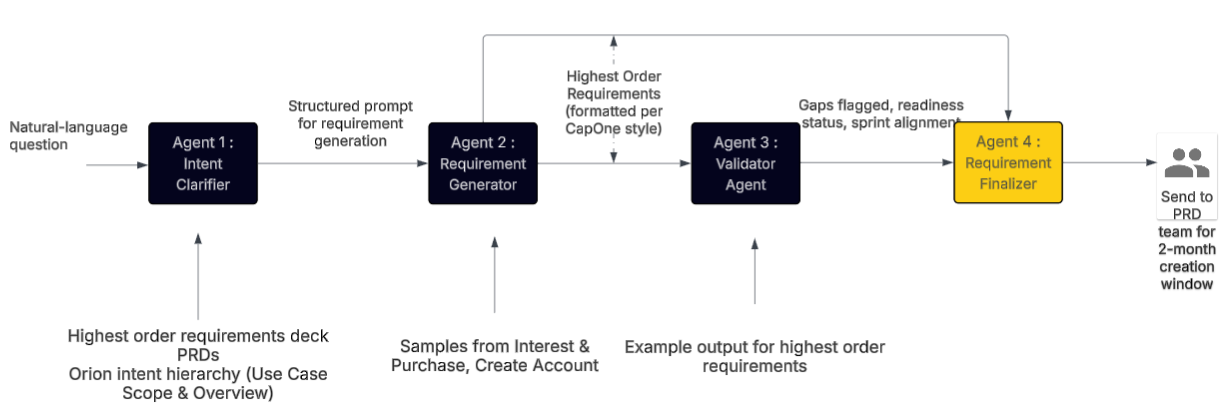 Natural-language
question
Agent 1 :
Intent
Clarifier
Structured prompt
for requirement
generation
Agent 2 :
Requirement
Generator
Highest Order
Requirements
(formatted per
CapOne style)
Agent 3 :
Validator
Agent
Gaps flagged, readiness
status, sprint alignment
Agent 4 :
Requirement
Finalizer
Send to
PRD
team for
2-month
creation
window
Highest order requirements deck
PRDs
Orion intent hierarchy (Use Case
Scope & Overview)
Samples from Interest &
Purchase, Create Account
Example output for highest order
requirements